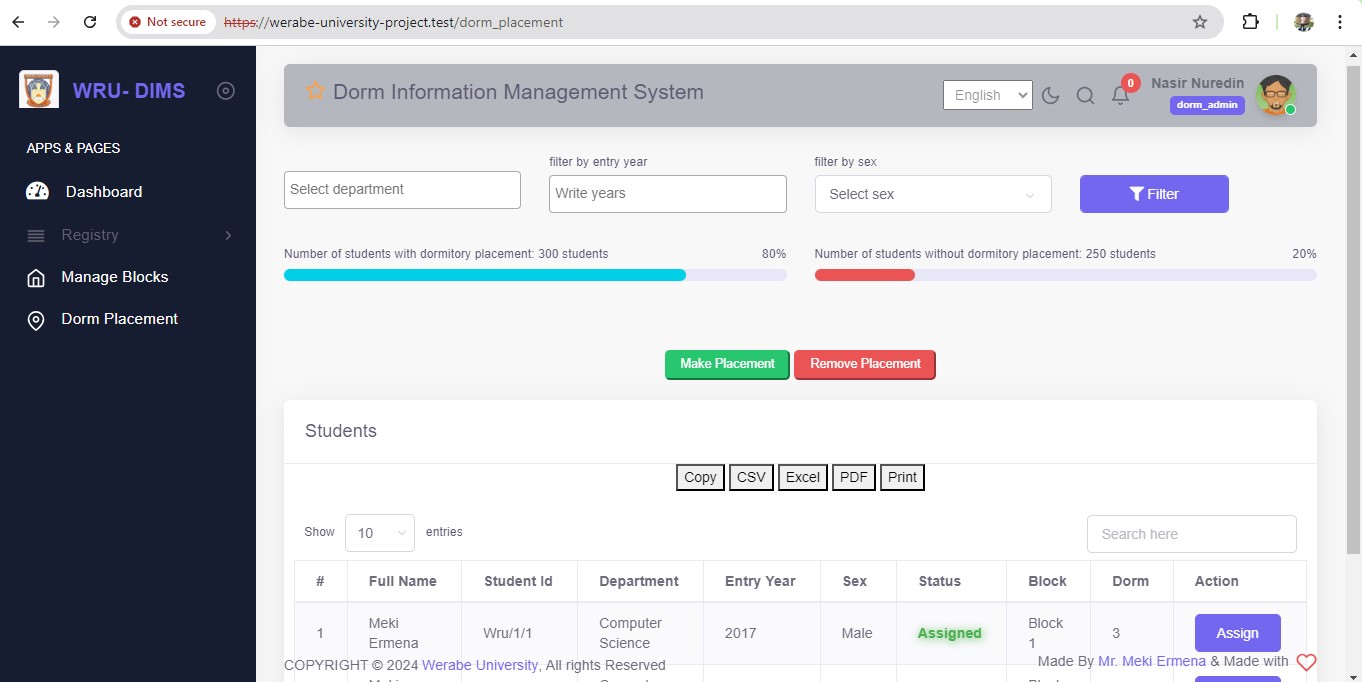 Not secure https://werabe-university-project.test/dorm_placement
WRU- DIMS
APPS & PAGES
Dashboard
Registry
Manage Blocks
Dorm Placement
Dorm Information Management System
English
0
Nasir Nuredin
dorm_admin
Select department
filter by entry year
Write years
filter by sex
Select sex
Filter
Number of students with dormitory placement: 300 students 80%
Number of students without dormitory placement: 250 students 20%
Make Placement Remove Placement
Students
Copy CSV Excel PDF Print
Show 10 entries
Search here
# Full Name Student Id Department Entry Year Sex Status Block Dorm Action
1 Meki Ermena Wru/1/1 Computer Science 2017 Male Assigned Block 1 3 Assign
COPYRIGHT © 2024 Werabe University, All rights Reserved
Made By Mr. Meki Ermena & Made with